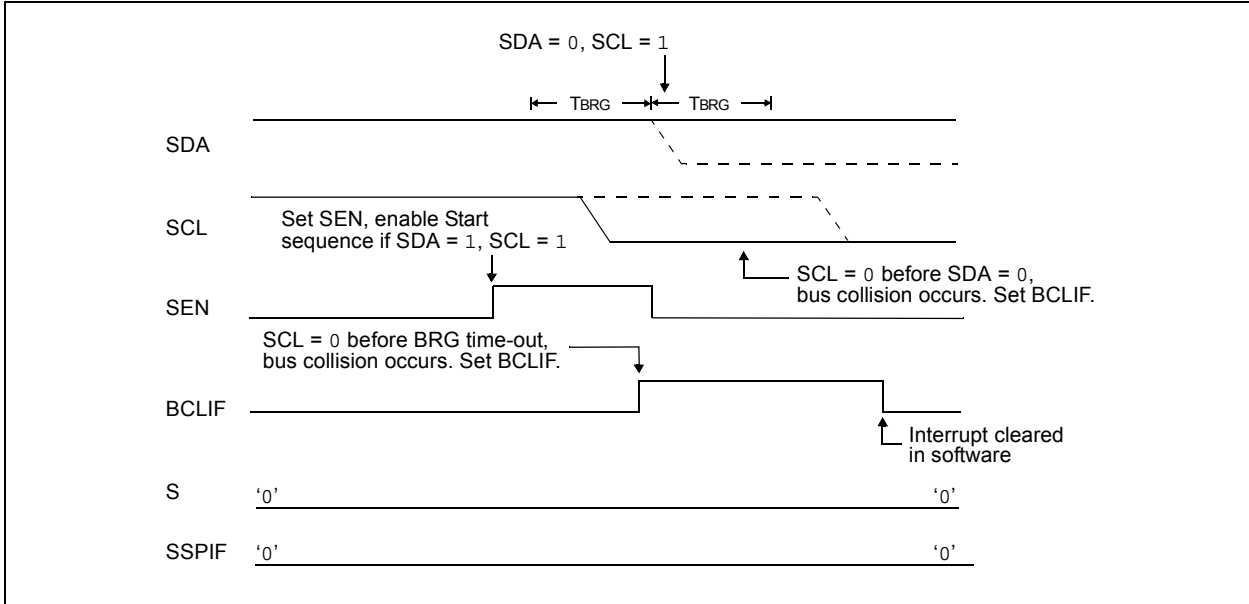 SDA = 0, SCL = 1
TBRG TBRG
SDA
SCL
Set SEN, enable Start
sequence if SDA = 1, SCL = 1
SCL = 0 before SDA = 0,
bus collision occurs. Set BCLIF.
SEN
SCL = 0 before BRG time-out,
bus collision occurs. Set BCLIF.
BCLIF
Interrupt cleared
in software
S ‘0’ ‘0’
SSPIF ‘0’ ‘0’